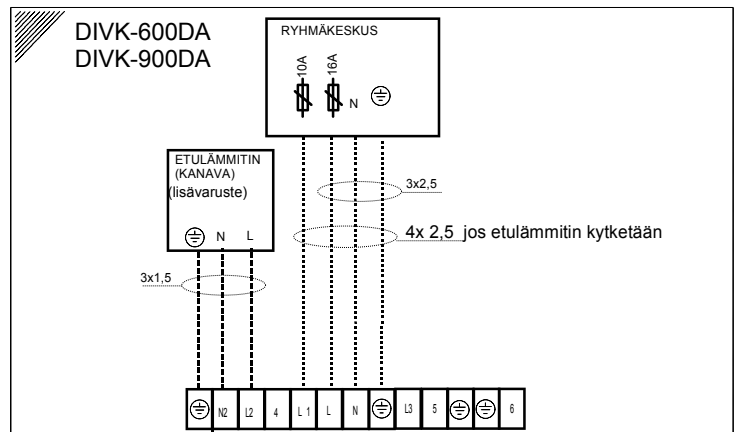 DIVK-600DA
DIVK-900DA
RYHMÄKESKUS
10A
16A
N
ETULÄMMITIN
(KANAVA)
(lisävaruste)
N L
3x2,5
4x 2,5 jos etulämmitin kytketään
3x1,5
N2 L2 4 L 1 L N L3 5 6